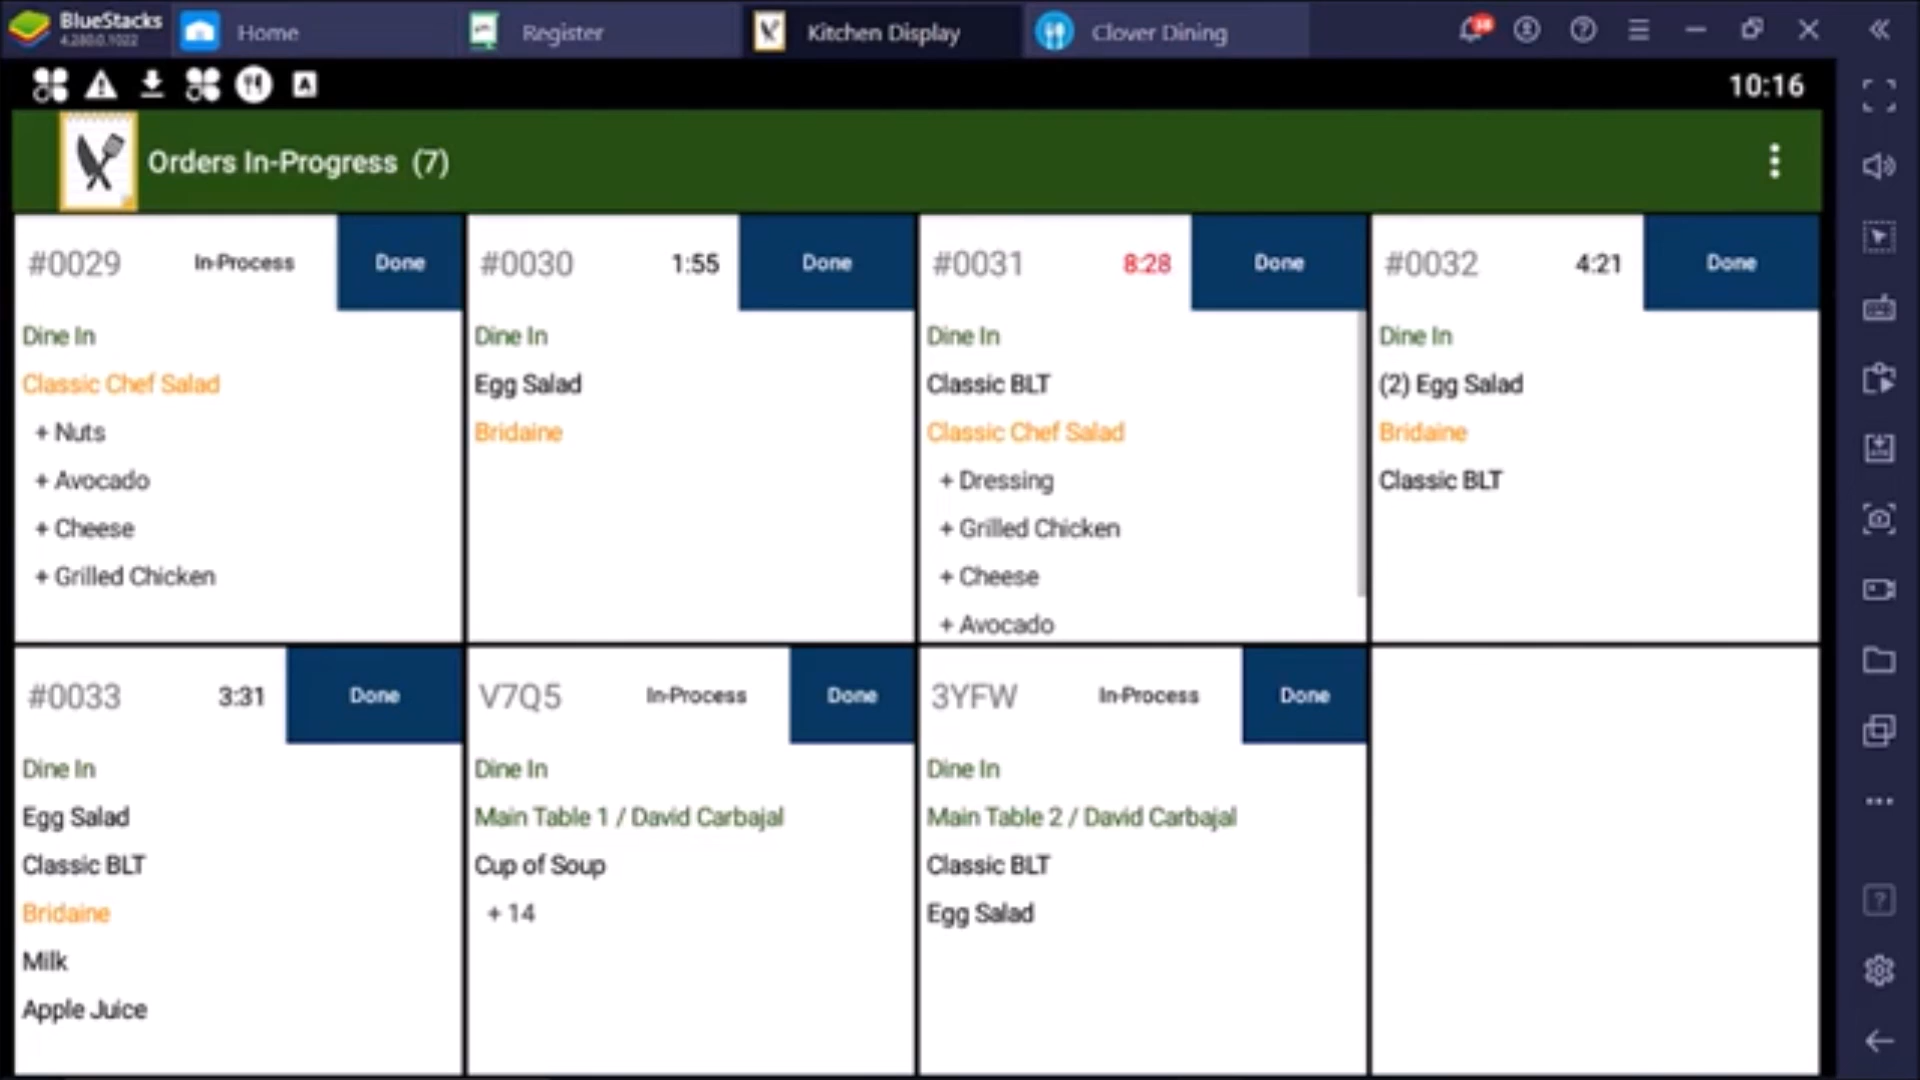 BlueStacks
4.280.0.1022
Home
Register
Kitchen Display
Clover Dining
10:16
Orders In-Progress (7)
#0029 In-Process Done
Dine In
Classic Chef Salad
+ Nuts
+ Avocado
+ Cheese
+ Grilled Chicken
#0030 1:55 Done
Dine In
Egg Salad
Bridaine
#0031 8:28 Done
Dine In
Classic BLT
Classic Chef Salad
+ Dressing
+ Grilled Chicken
+ Cheese
+ Avocado
#0032 4:21 Done
Dine In
(2) Egg Salad
Bridaine
Classic BLT
#0033 3:31 Done
Dine In
Egg Salad
Classic BLT
Bridaine
Milk
Apple Juice
V7Q5 In-Process Done
Dine In
Main Table 1 / David Carbajal
Cup of Soup
+ 14
3YFW In-Process Done
Dine In
Main Table 2 / David Carbajal
Classic BLT
Egg Salad